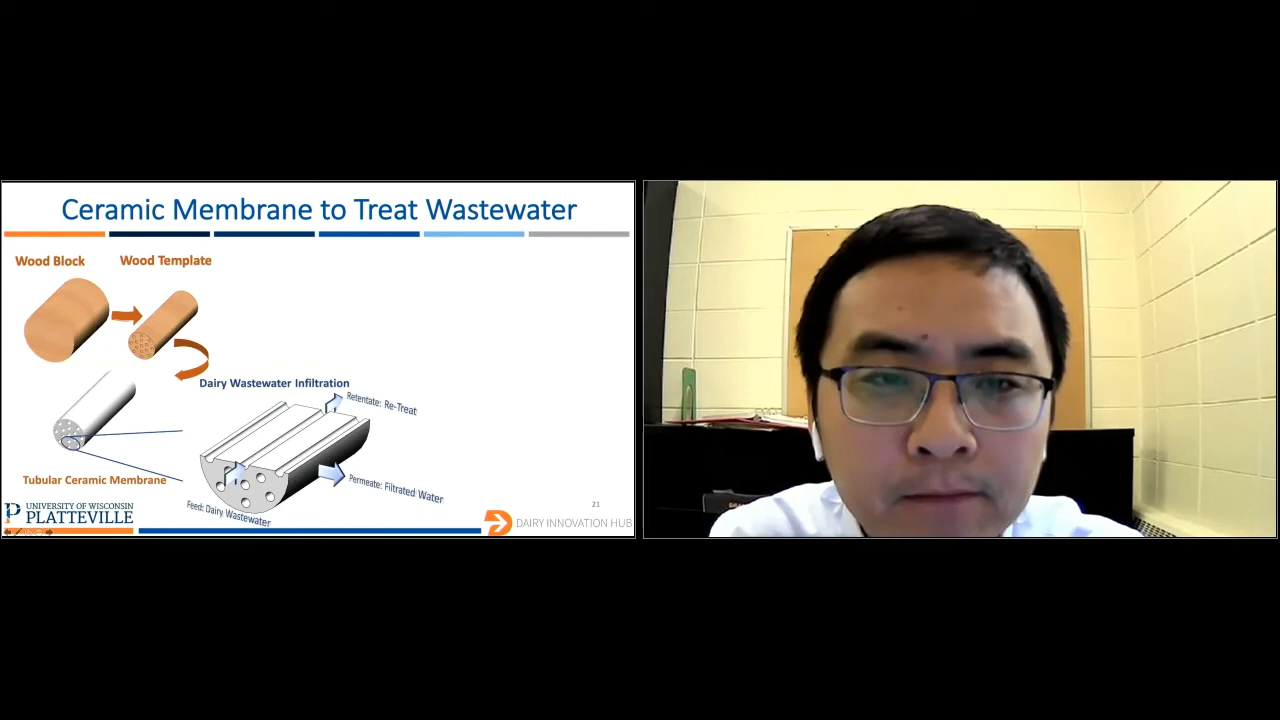 Ceramic Membrane to Treat Wastewater
Wood Block
Wood Template
Dairy Wastewater Infiltration
Retentate: Re-Treat
Tubular Ceramic Membrane
Permeate: Filtrated Water
Feed: Dairy Wastewater
21
UNIVERSITY OF WISCONSIN
PLATTEVILLE
DAIRY INNOVATION HUB